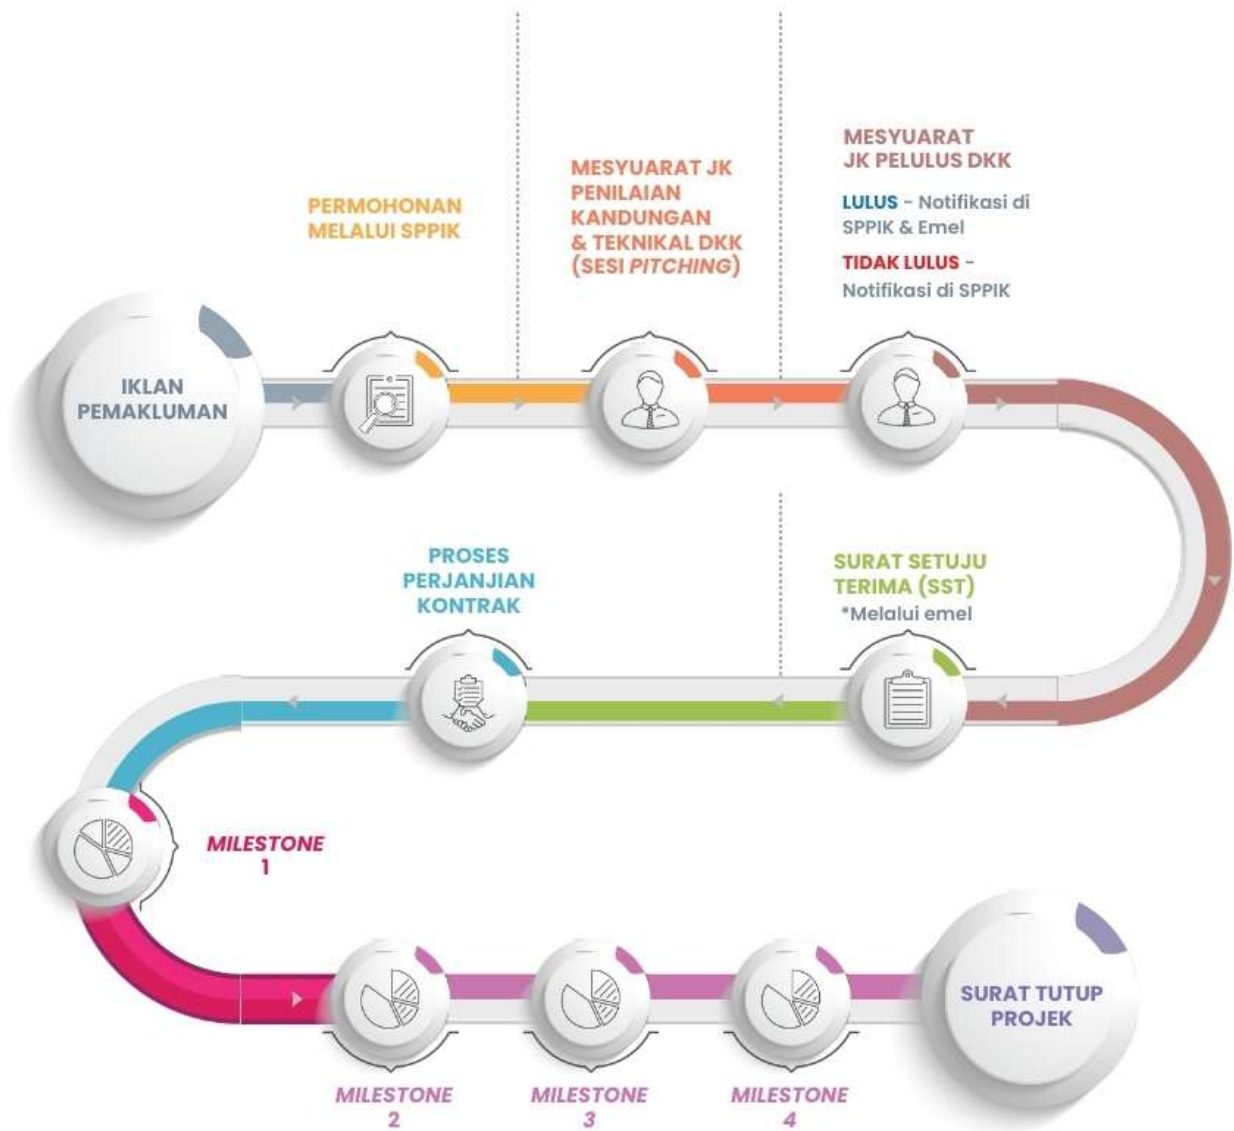 IKLAN
PEMAKLUMAN
PERMOHONAN
MELALUI SPPIK
MESYUARAT JK
PENILAIAN
KANDUNGAN
& TEKNIKAL DKK
(SESI PITCHING)
MESYUARAT
JK PELULUS DKK
LULUS - Notifikasi di
SPPIK & Emel
TIDAK LULUS -
Notifikasi di SPPIK
SURAT SETUJU
TERIMA (SST)
*Melalui emel
PROSES
PERJANJIAN
KONTRAK
MILESTONE
1
MILESTONE
2
MILESTONE
3
MILESTONE
4
SURAT TUTUP
PROJEK